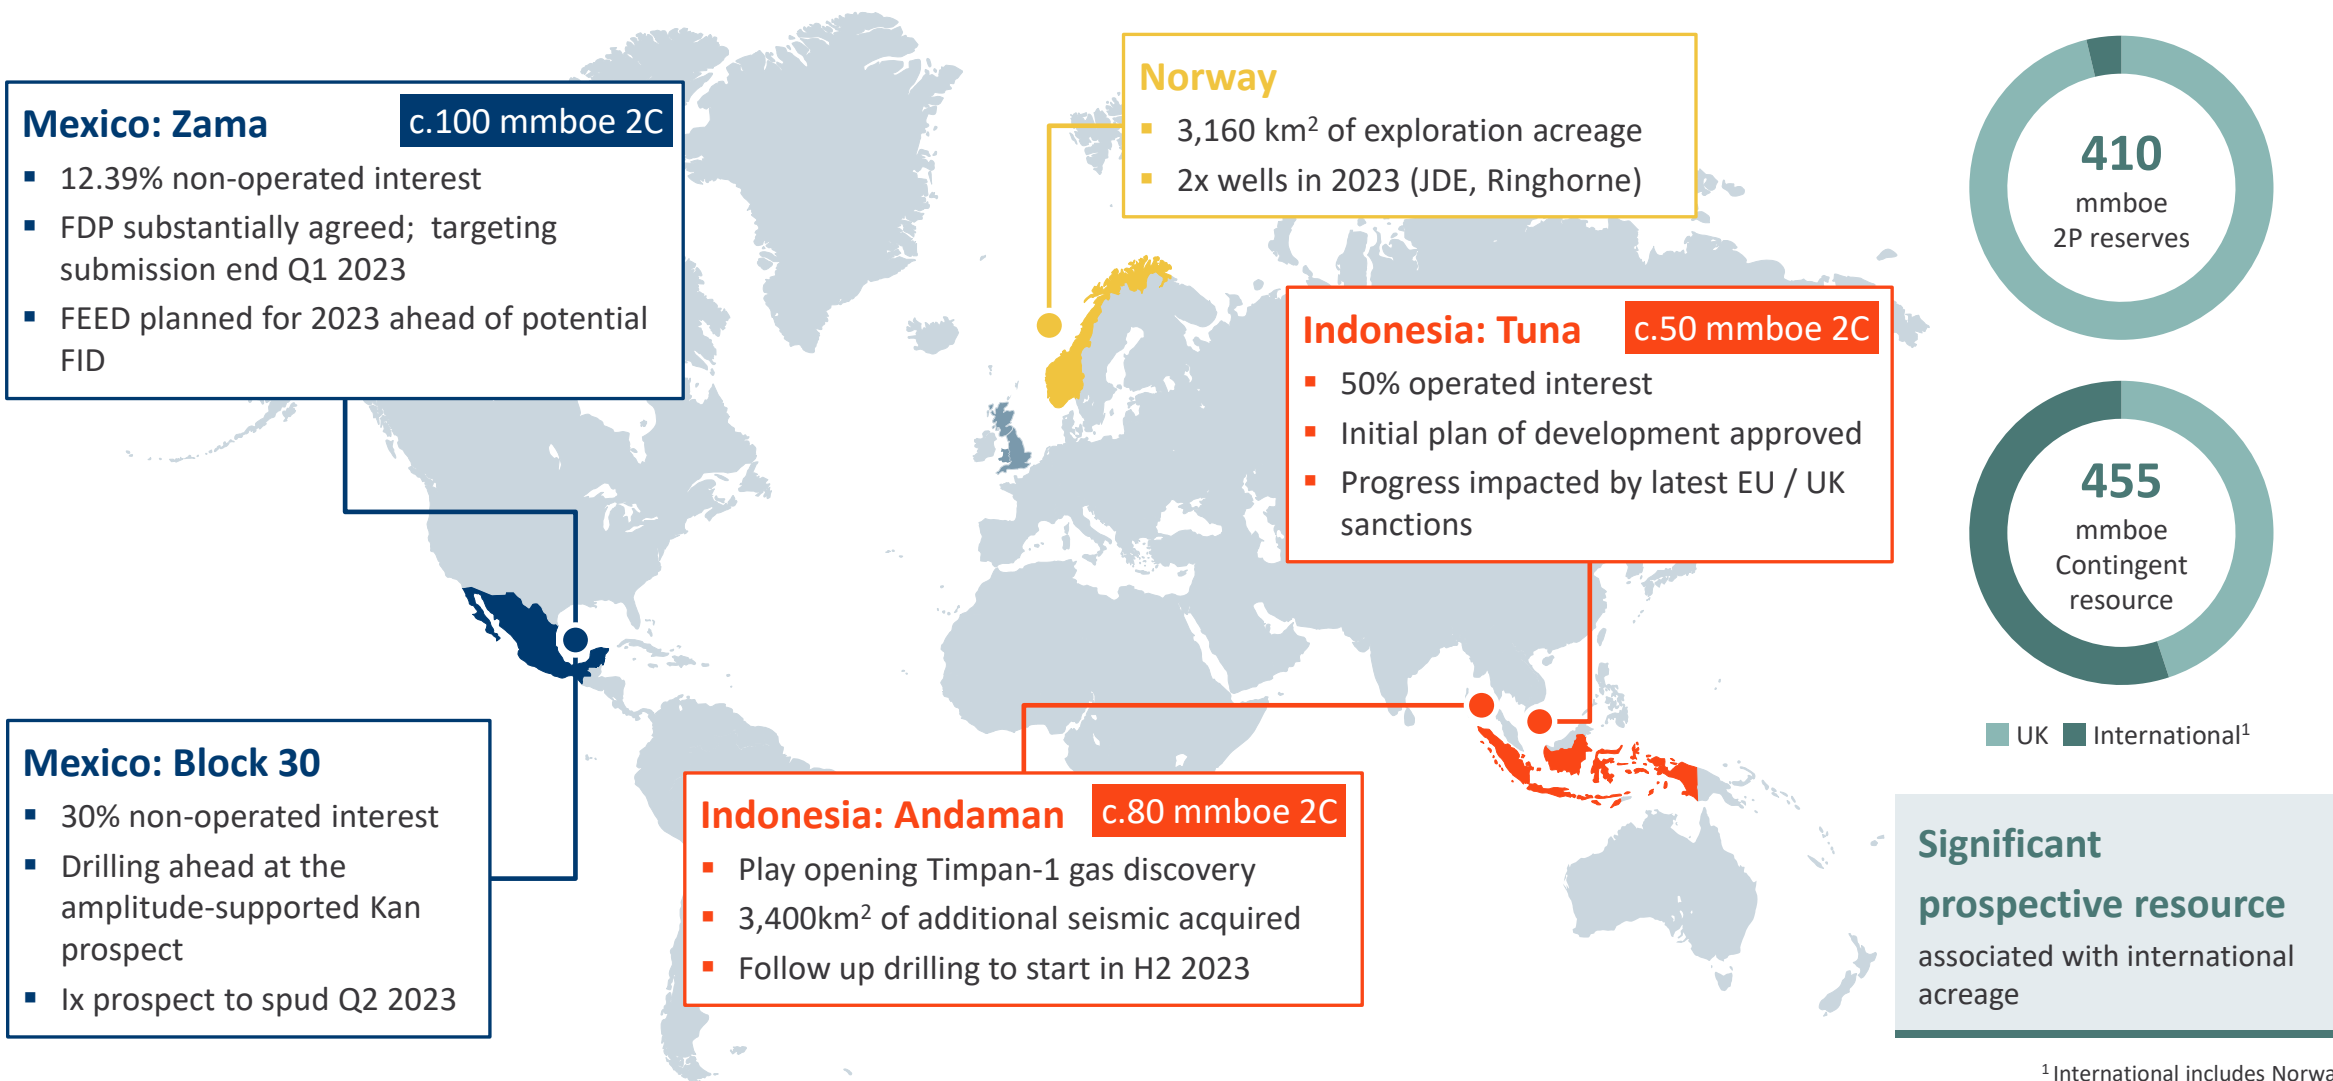 Mexico: Zama
c.100 mmboe 2C
▪ 12.39% non-operated interest
▪ FDP substantially agreed; targeting
submission end Q1 2023
▪ FEED planned for 2023 ahead of potential
FID
Norway
▪ 3,160 km² of exploration acreage
▪ 2x wells in 2023 (JDE, Ringhorne)
Indonesia: Tuna
c.50 mmboe 2C
▪ 50% operated interest
▪ Initial plan of development approved
▪ Progress impacted by latest EU / UK
sanctions
Mexico: Block 30
▪ 30% non-operated interest
▪ Drilling ahead at the
amplitude-supported Kan
prospect
▪ Ix prospect to spud Q2 2023
Indonesia: Andaman
c.80 mmboe 2C
▪ Play opening Timpan-1 gas discovery
▪ 3,400km² of additional seismic acquired
▪ Follow up drilling to start in H2 2023
410
mmboe
2P reserves
455
mmboe
Contingent
resource
UK International¹
Significant
prospective resource
associated with international
acreage
¹ International includes Norwa